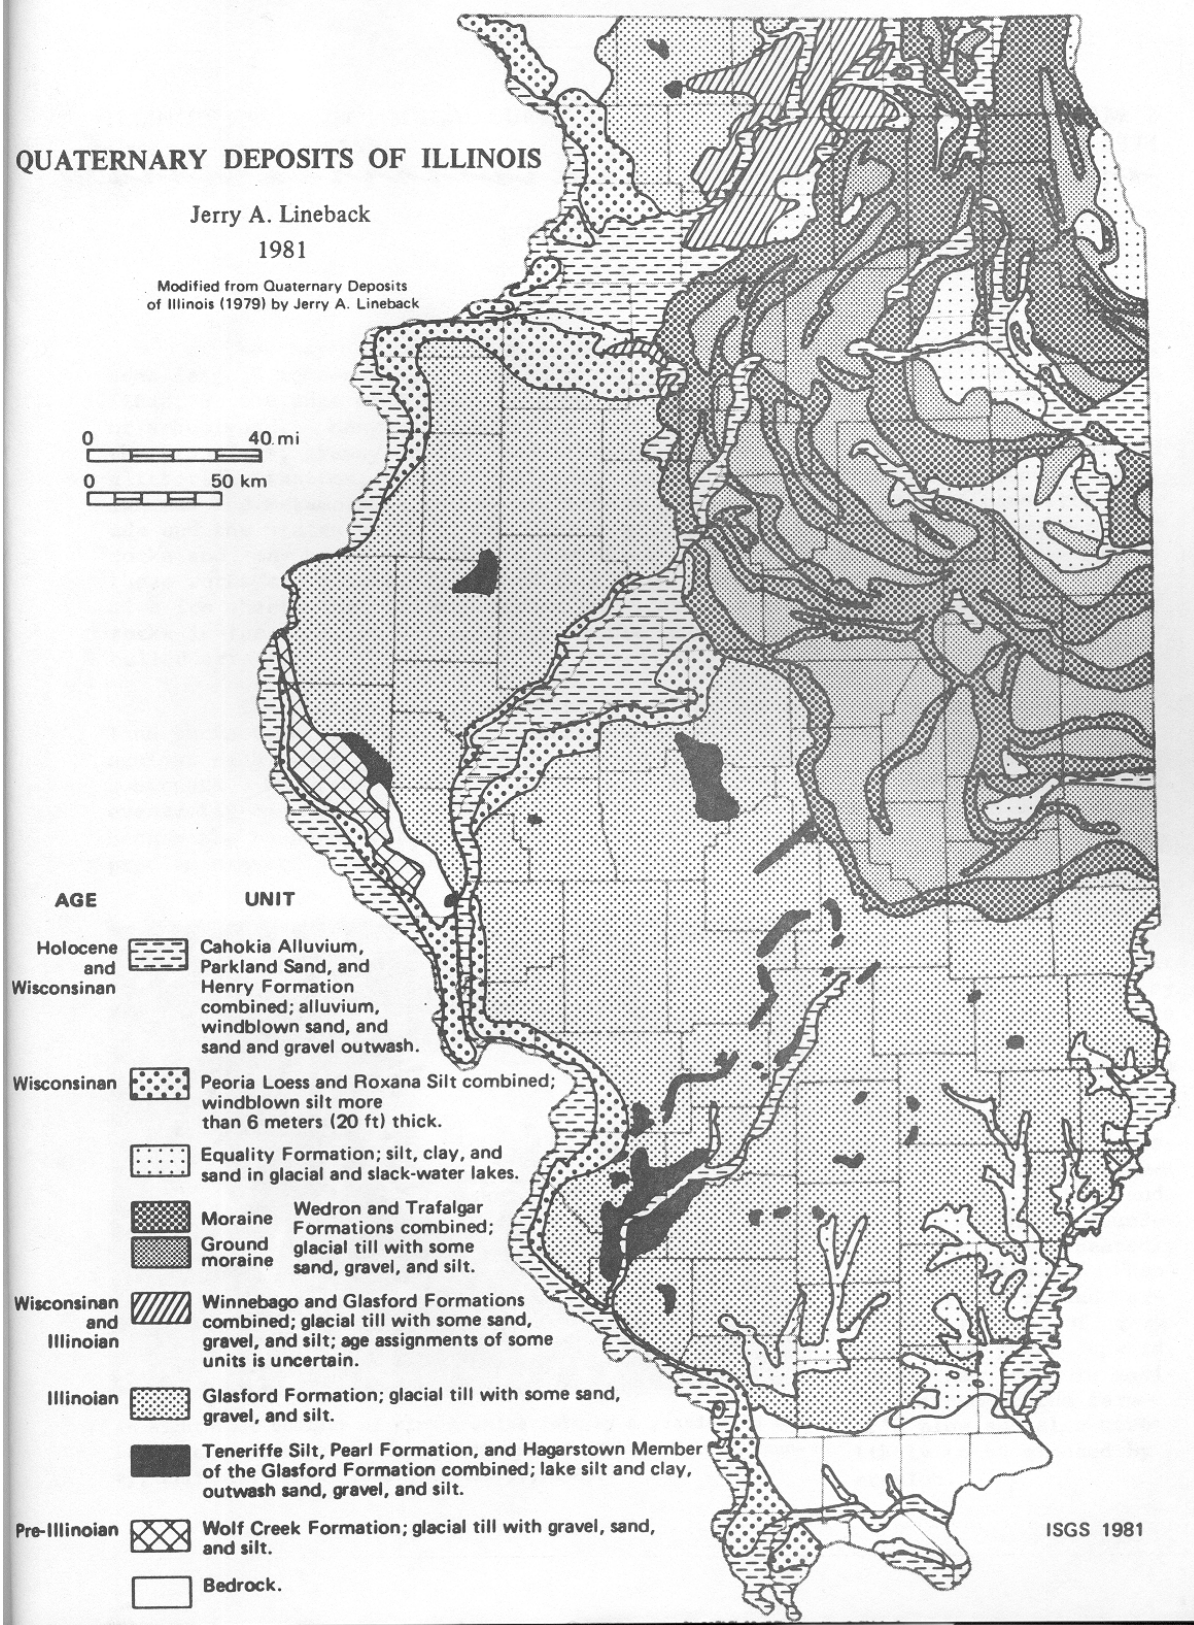 QUATERNARY DEPOSITS OF ILLINOIS
Jerry A. Lineback
1981
Modified from Quaternary Deposits
of Illinois (1979) by Jerry A. Lineback
0 40 mi
0 50 km
AGE UNIT
Holocene
and
Wisconsinan
Cahokia Alluvium,
Parkland Sand, and
Henry Formation
combined; alluvium,
windblown sand, and
sand and gravel outwash.
Wisconsinan
Peoria Loess and Roxana Silt combined;
windblown silt more
than 6 meters (20 ft) thick.
Equality Formation; silt, clay, and
sand in glacial and slack-water lakes.
Moraine
Ground
moraine
Wedron and Trafalgar
Formations combined;
glacial till with some
sand, gravel, and silt.
Wisconsinan
and
Illinoian
Winnebago and Glasford Formations
combined; glacial till with some sand,
gravel, and silt; age assignments of some
units is uncertain.
Illinoian
Glasford Formation; glacial till with some sand,
gravel, and silt.
Teneriffe Silt, Pearl Formation, and Hagarstown Member
of the Glasford Formation combined; lake silt and clay,
outwash sand, gravel, and silt.
Pre-Illinoian
Wolf Creek Formation; glacial till with gravel, sand,
and silt.
Bedrock.
ISGS 1981